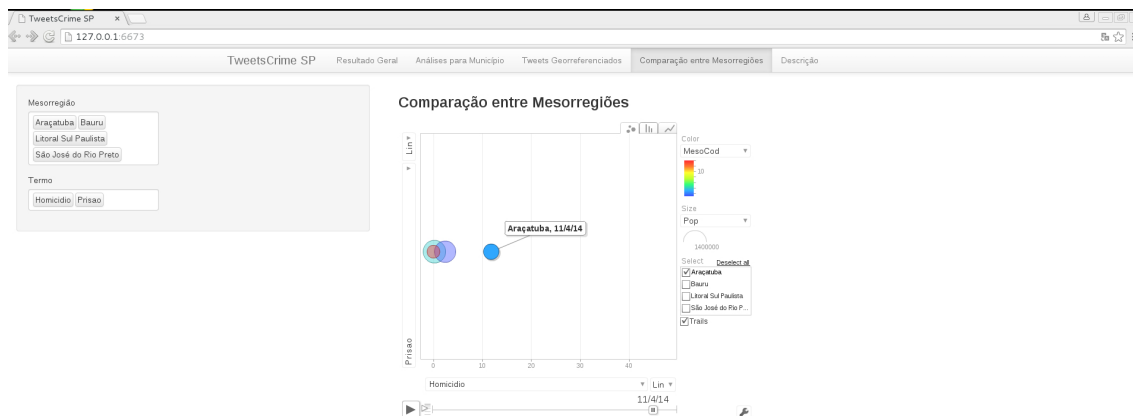 TweetsCrime SP
127.0.0.1:6673
TweetsCrime SP Resultado Geral Análises para Município Tweets Georreferenciados Comparação entre Mesorregiões Descrição
Mesorregião
Araçatuba Bauru
Litoral Sul Paulista
São José do Rio Preto
Termo
Homicidio Prisao
Comparação entre Mesorregiões
Lin
Prisao
Araçatuba, 11/4/14
0 10 20 30 40
Homicidio Lin
11/4/14
Color
MesoCod
10
Size
Pop
1400000
Select Deselect all
Araçatuba
Bauru
Litoral Sul Paulista
São José do Rio P...
Trails